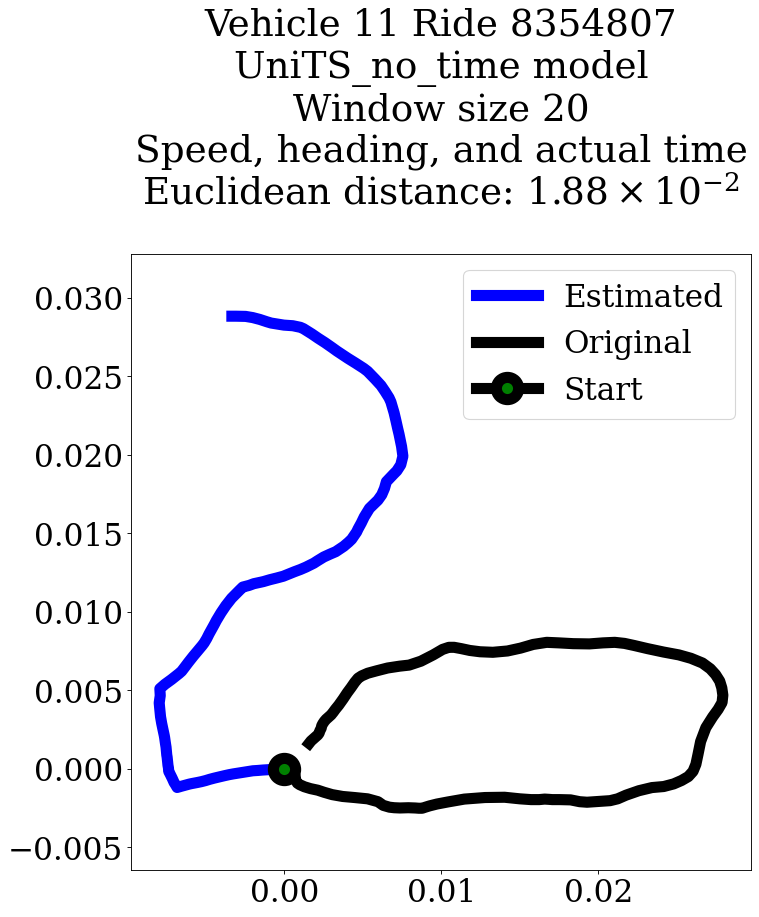 Vehicle 11 Ride 8354807
UniTS_no_time model
Window size 20
Speed, heading, and actual time
Euclidean distance: 1.88 × 10⁻²
Estimated
Original
Start
0.030
0.025
0.020
0.015
0.010
0.005
0.000
−0.005
0.00 0.01 0.02